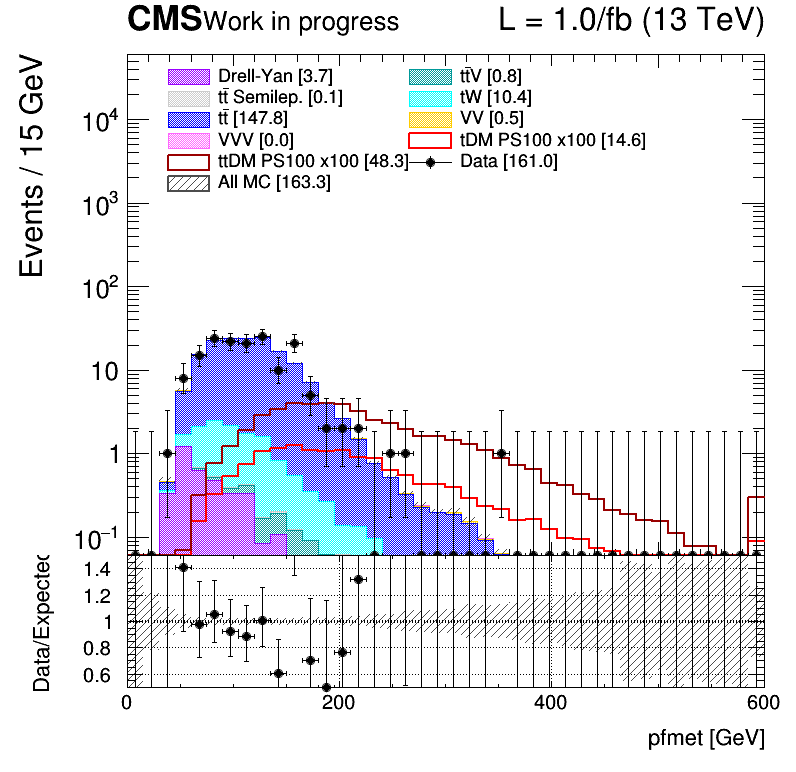 CMS Work in progress L = 1.0/fb (13 TeV)
Drell-Yan [3.7] tt̄V [0.8]
tt̄ Semilep. [0.1] tW [10.4]
tt̄ [147.8] VV [0.5]
VVV [0.0] tDM PS100 x100 [14.6]
ttDM PS100 x100 [48.3] Data [161.0]
All MC [163.3]
Events / 15 GeV
10⁴
10³
10²
10
1
10⁻¹
Data/Expected
1.4
1.2
1
0.8
0.6
0 200 400 600
pfmet [GeV]